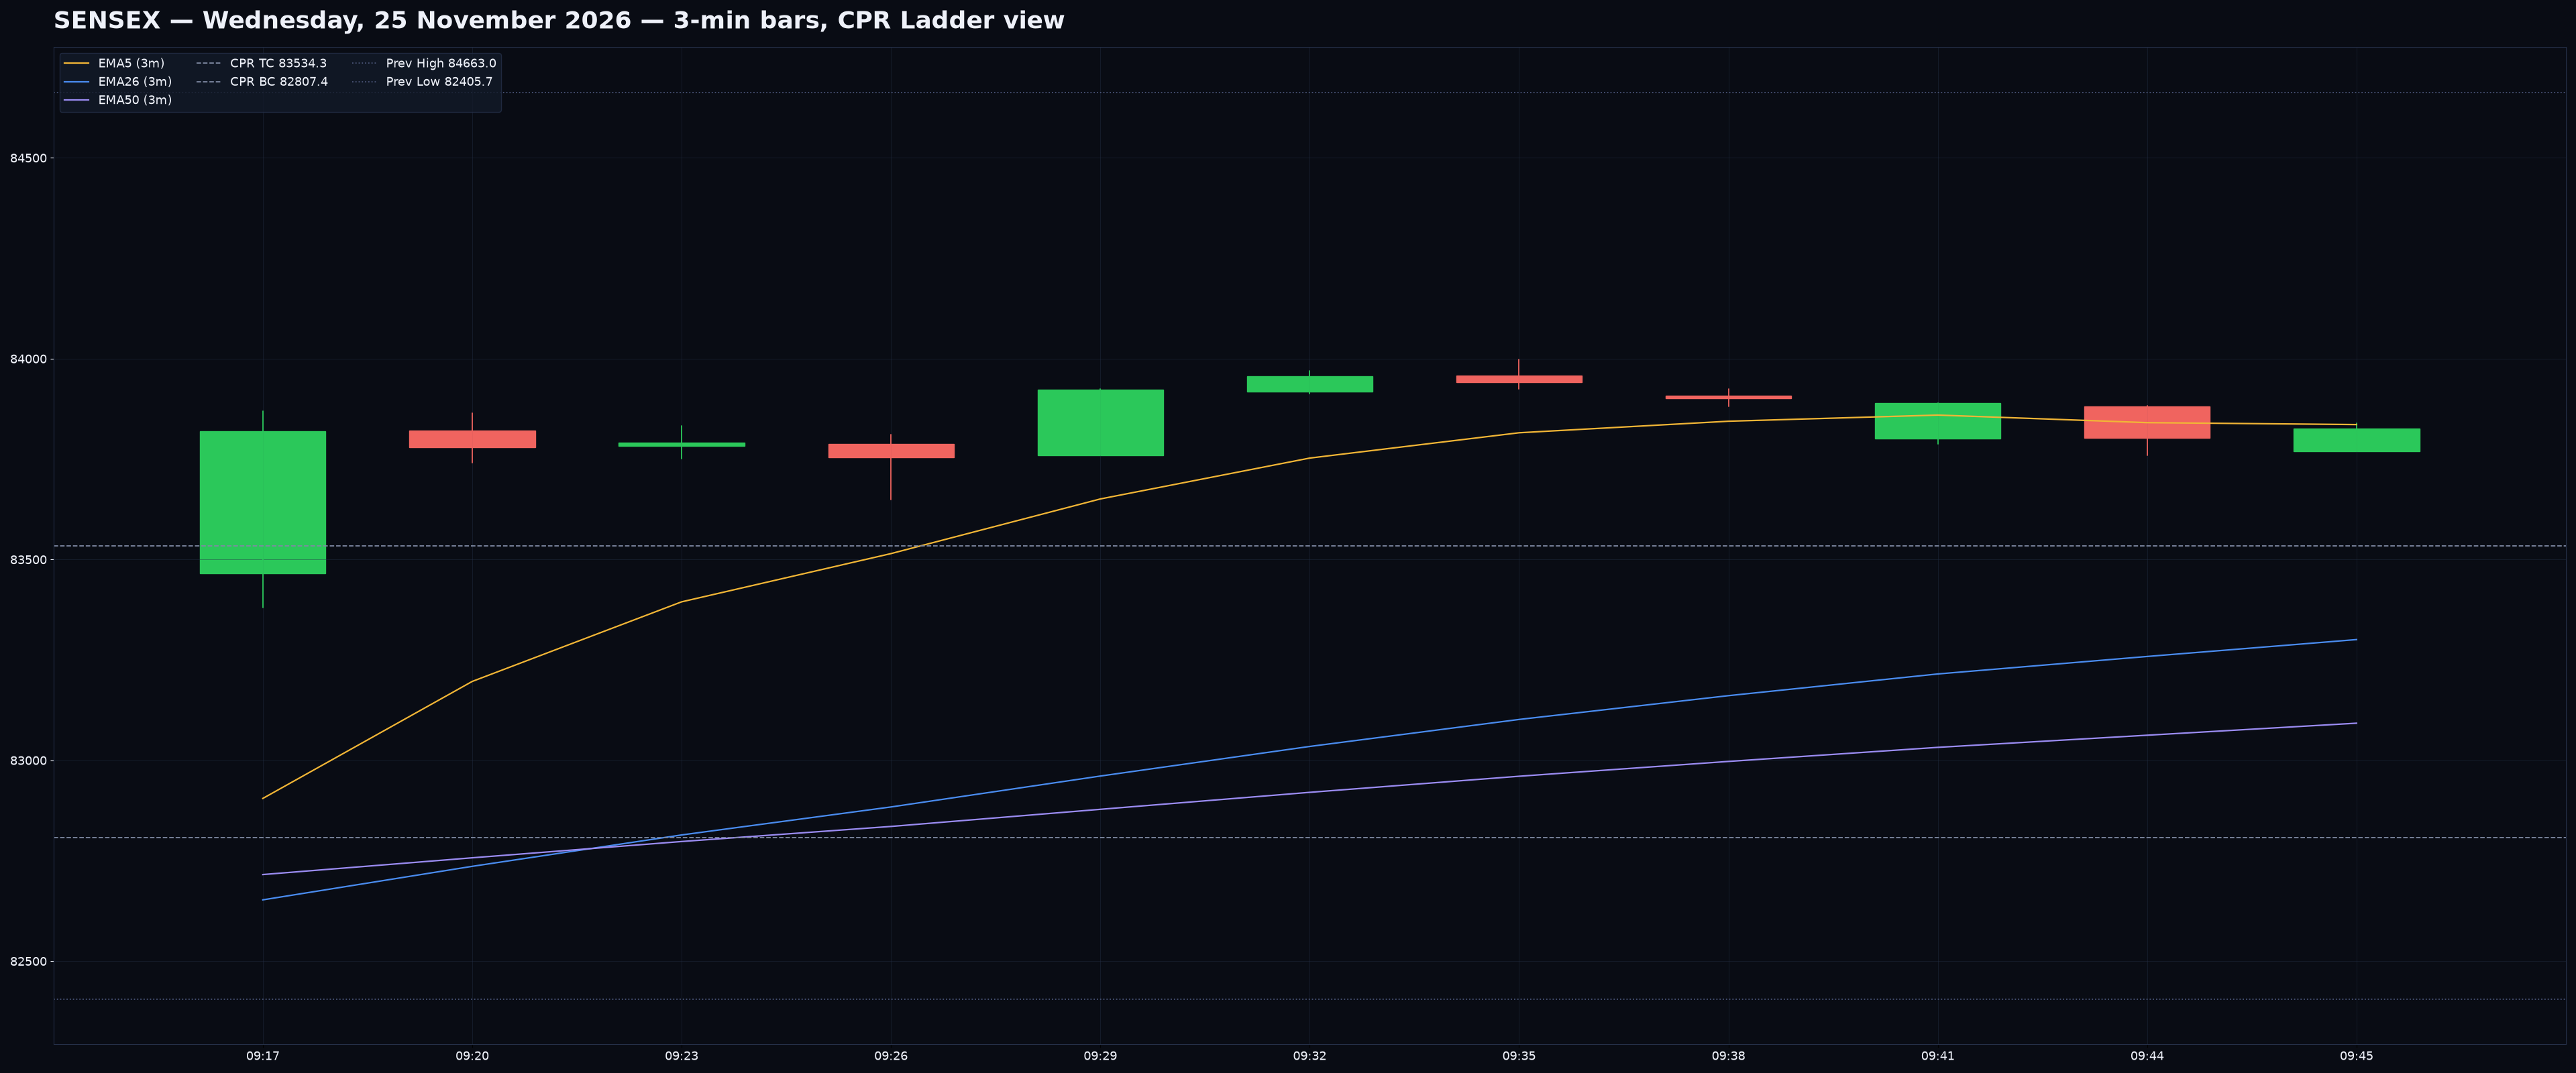 SENSEX — Wednesday, 25 November 2026 — 3-min bars, CPR Ladder view
EMA5 (3m) CPR TC 83534.3 Prev High 84663.0
EMA26 (3m) CPR BC 82807.4 Prev Low 82405.7
EMA50 (3m)
84500
84000
83500
83000
82500
09:17 09:20 09:23 09:26 09:29 09:32 09:35 09:38 09:41 09:44 09:45